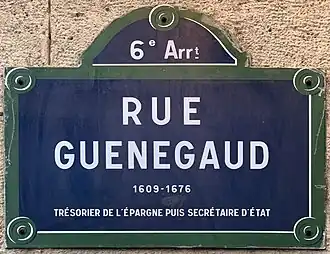 6e Arrt
RUE
GUENEGAUD
1609-1676
TRÉSORIER DE L'ÉPARGNE PUIS SECRÉTAIRE D'ÉTAT